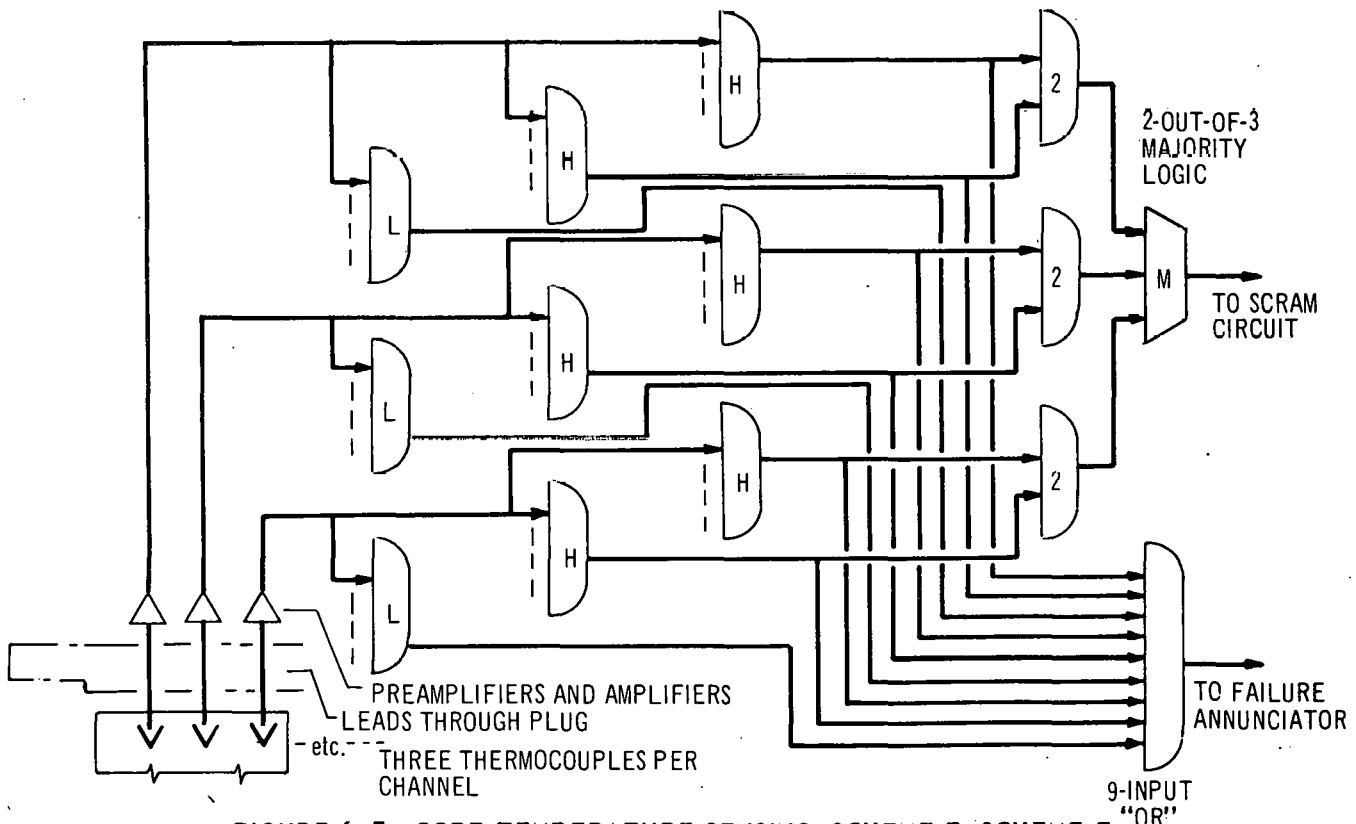 H
2
H
2-OUT-OF-3
MAJORITY
LOGIC
L
H
2
M
TO SCRAM
CIRCUIT
H
L
H
2
H
L
PREAMPLIFIERS AND AMPLIFIERS
LEADS THROUGH PLUG
etc.
THREE THERMOCOUPLES PER
CHANNEL
TO FAILURE
ANNUNCIATOR
9-INPUT
"OR"